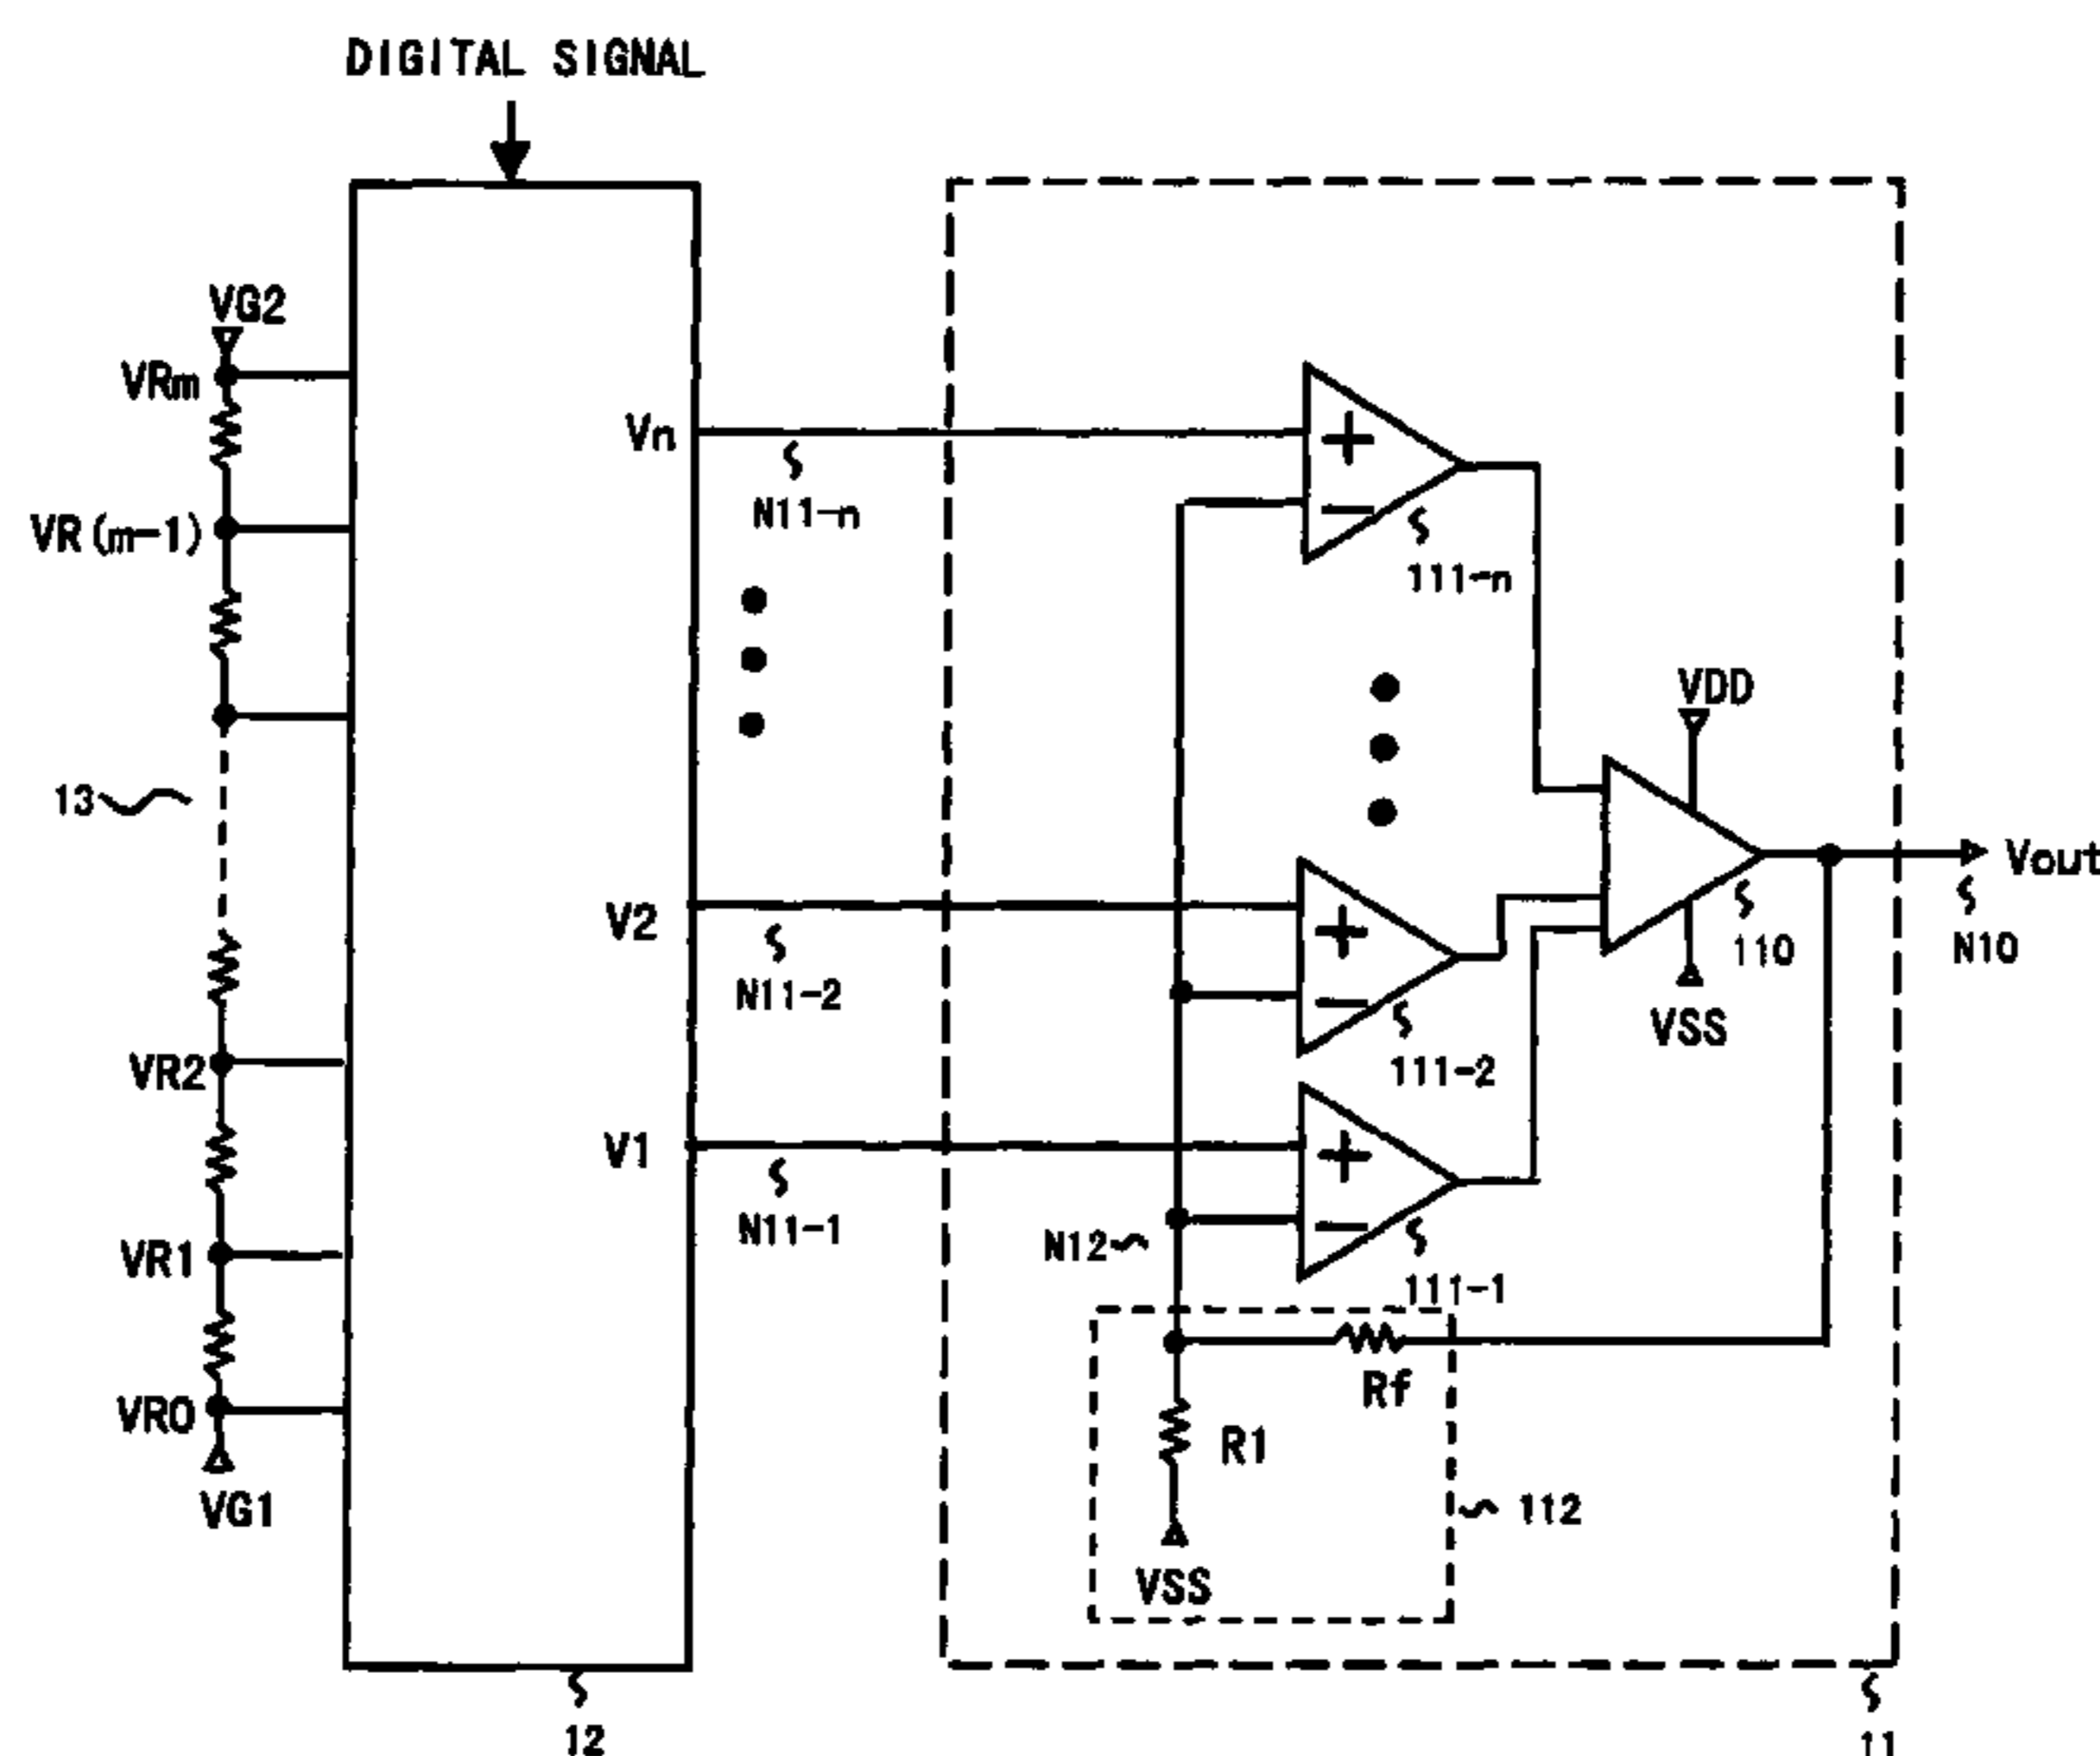 DIGITAL SIGNAL
VG2
VRm
VR(m-1)
13
VR2
VR1
VR0
VG1
Vn
N11-n
V2
N11-2
V1
N11-1
12
111-n
VDD
Vout
N10
110
VSS
111-2
N12
111-1
Rf
R1
112
VSS
11